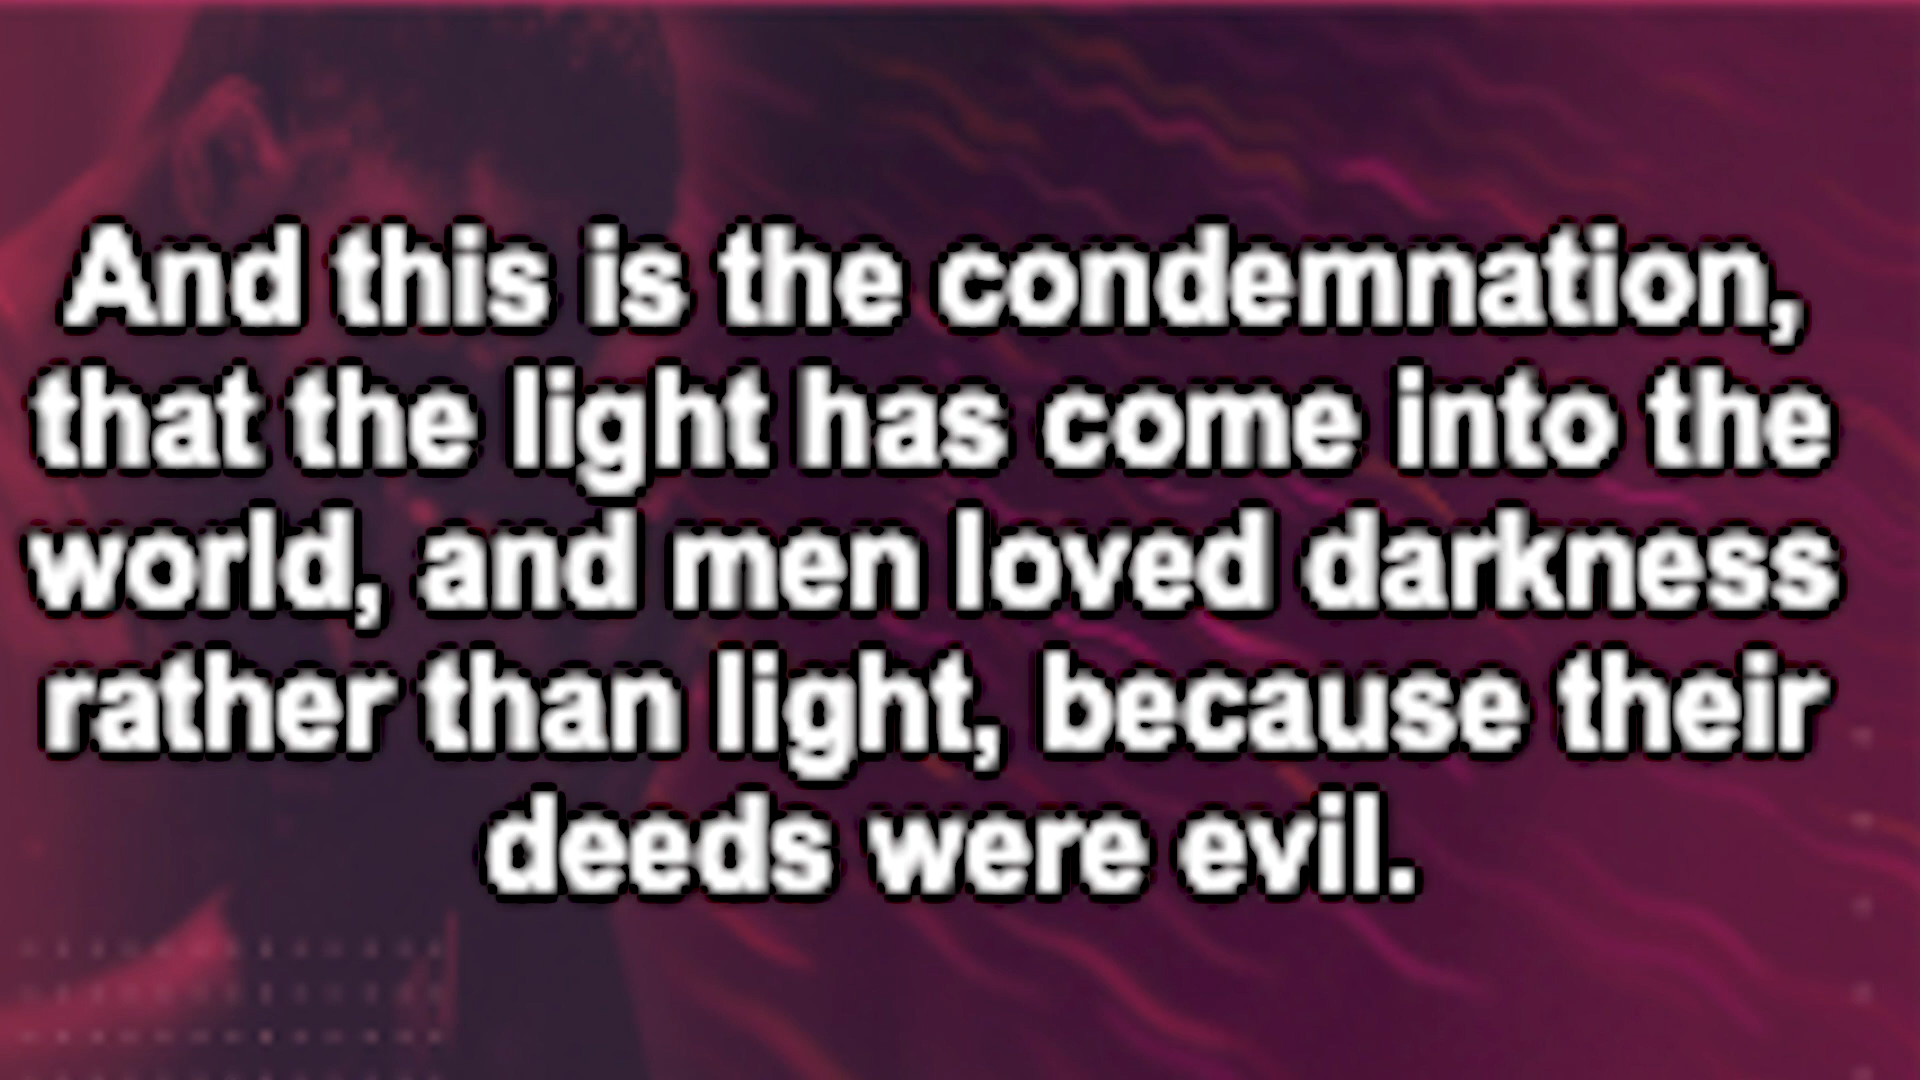 And this is the condemnation,
that the light has come into the
world, and men loved darkness
rather than light, because their
deeds were evil.